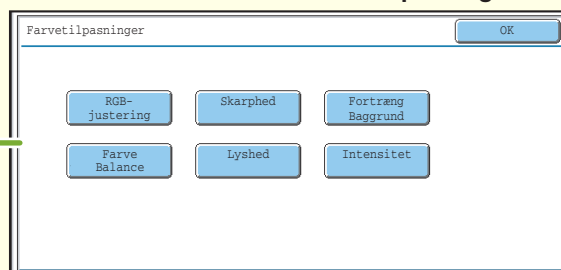 Farvetilpasninger
OK
RGB-
justering
Skarphed
Fortræng
Baggrund
Farve
Balance
Lyshed
Intensitet